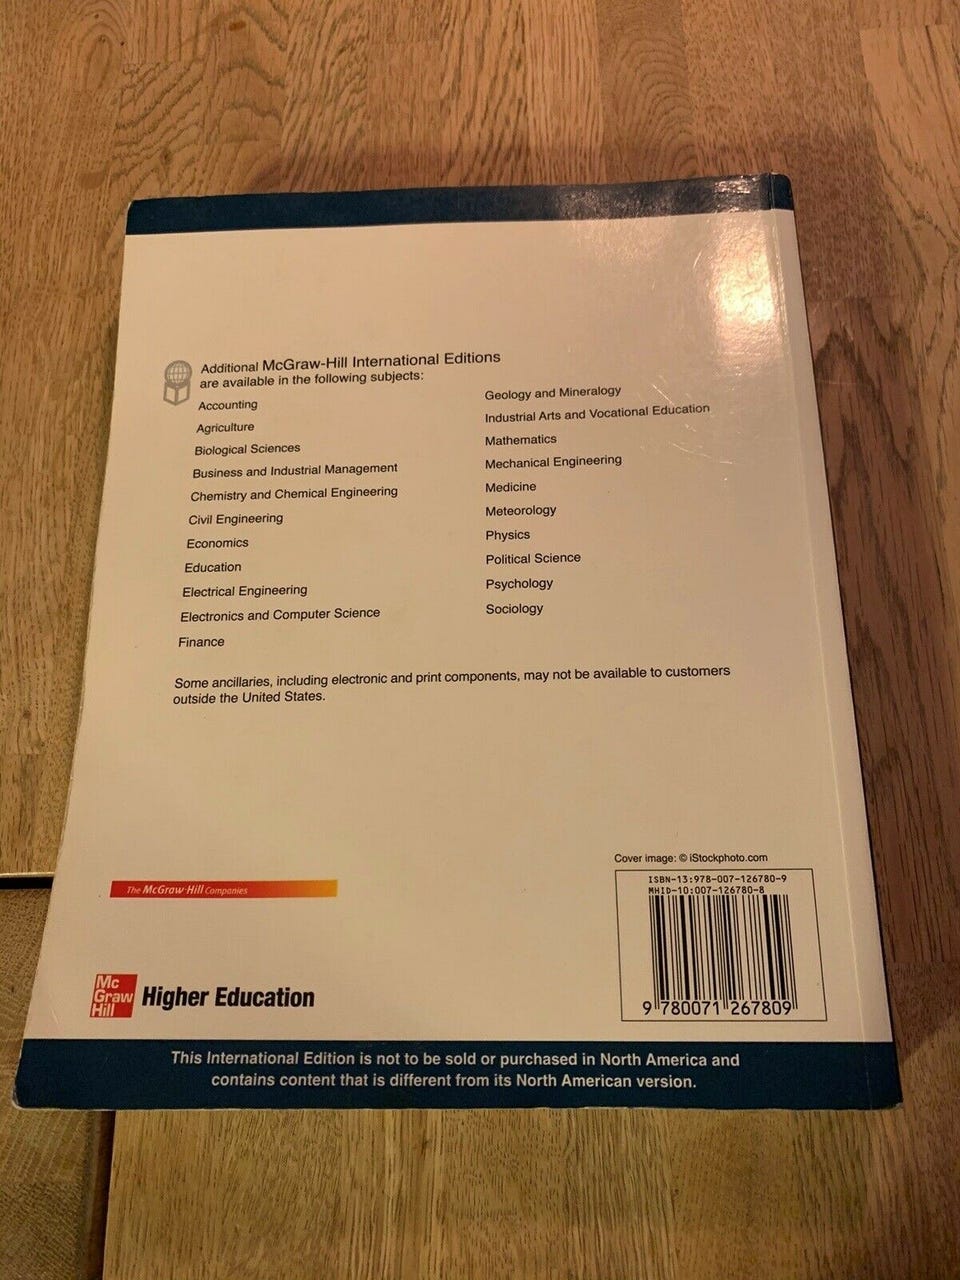 Additional McGraw-Hill International Editions
are available in the following subjects:
Accounting
Agriculture
Biological Sciences
Business and Industrial Management
Chemistry and Chemical Engineering
Civil Engineering
Economics
Education
Electrical Engineering
Electronics and Computer Science
Finance
Geology and Mineralogy
Industrial Arts and Vocational Education
Mathematics
Mechanical Engineering
Medicine
Meteorology
Physics
Political Science
Psychology
Sociology
Some ancillaries, including electronic and print components, may not be available to customers
outside the United States.
Cover image: © iStockphoto.com
ISBN-13:978-007-126780-9
MHID-10:007-126780-8
9 780071 267809
The McGraw·Hill Companies
Mc
Graw
Hill
Higher Education
This International Edition is not to be sold or purchased in North America and
contains content that is different from its North American version.